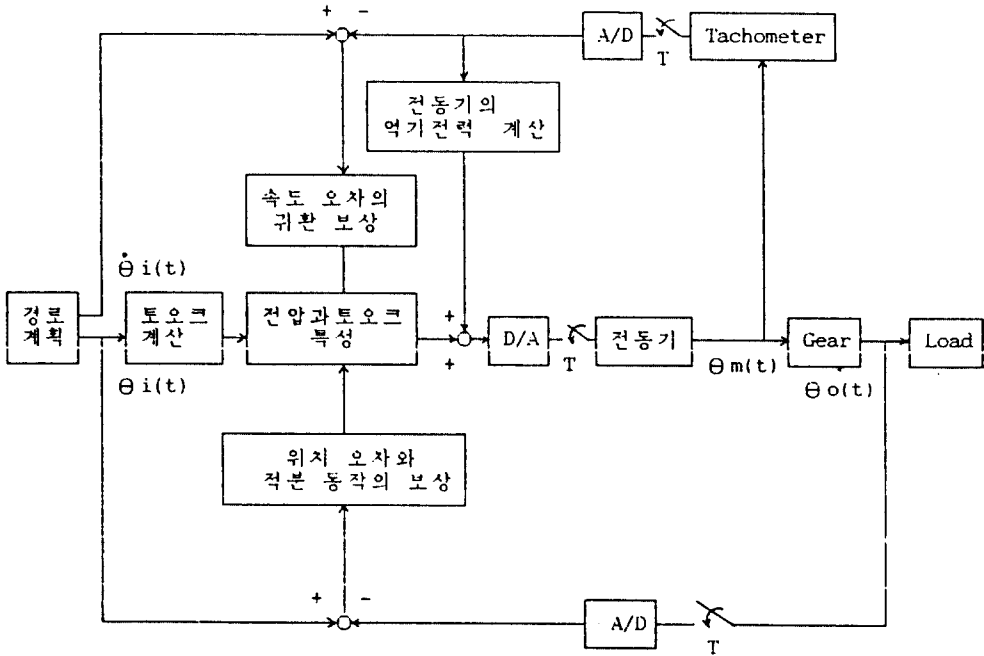 + -
A/D
T
Tachometer
전동기의
역기전력 계산
속도 오차의
귀환 보상
θ̇ i(t)
경로
계획
토오크
계산
전압과토오크
특성
+
+
D/A
T
전동기
Gear
Load
θ i(t)
θ m(t)
θ o(t)
위치 오차와
적분 동작의 보상
+ -
A/D
T